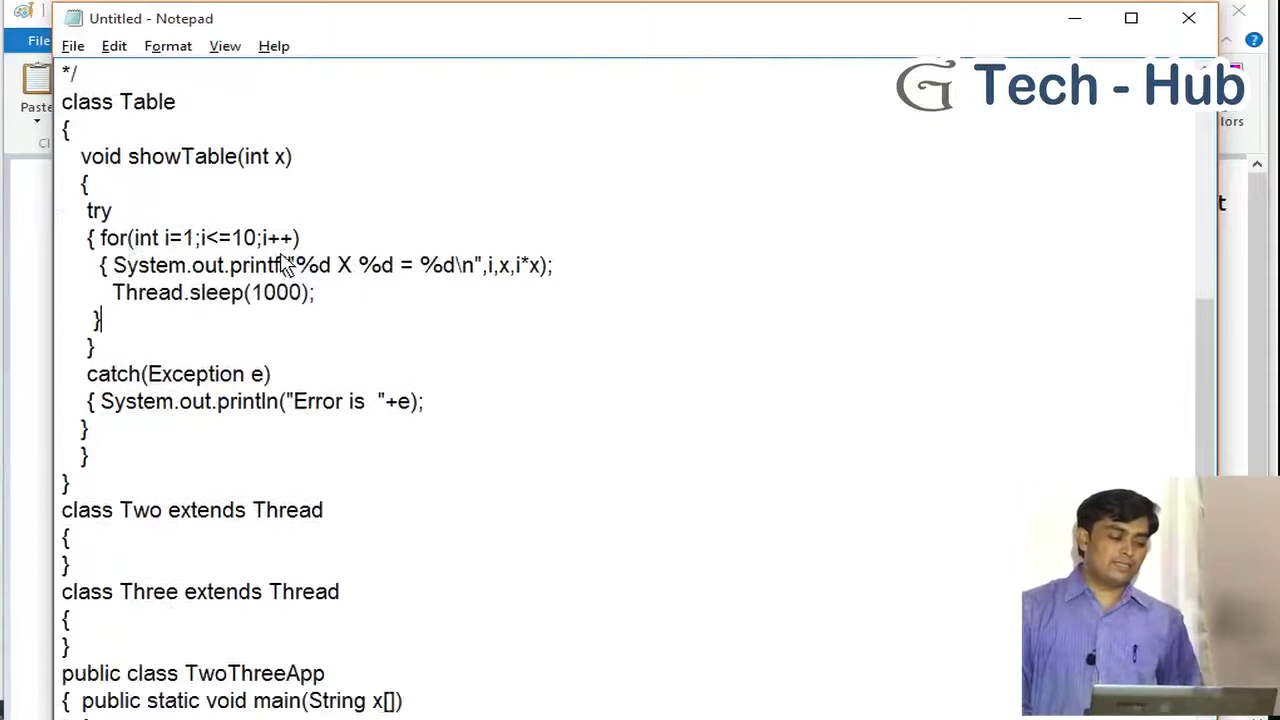 Untitled - Notepad
File
File Edit Format View Help
G Tech - Hub
Paste
*/
class Table
{
void showTable(int x)
{
try
{ for(int i=1;i<=10;i++)
{ System.out.printf("%d X %d = %d\n",i,x,i*x);
Thread.sleep(1000);
}
}
catch(Exception e)
{ System.out.println("Error is "+e);
}
}
}
class Two extends Thread
{
}
class Three extends Thread
{
}
public class TwoThreeApp
{ public static void main(String x[])